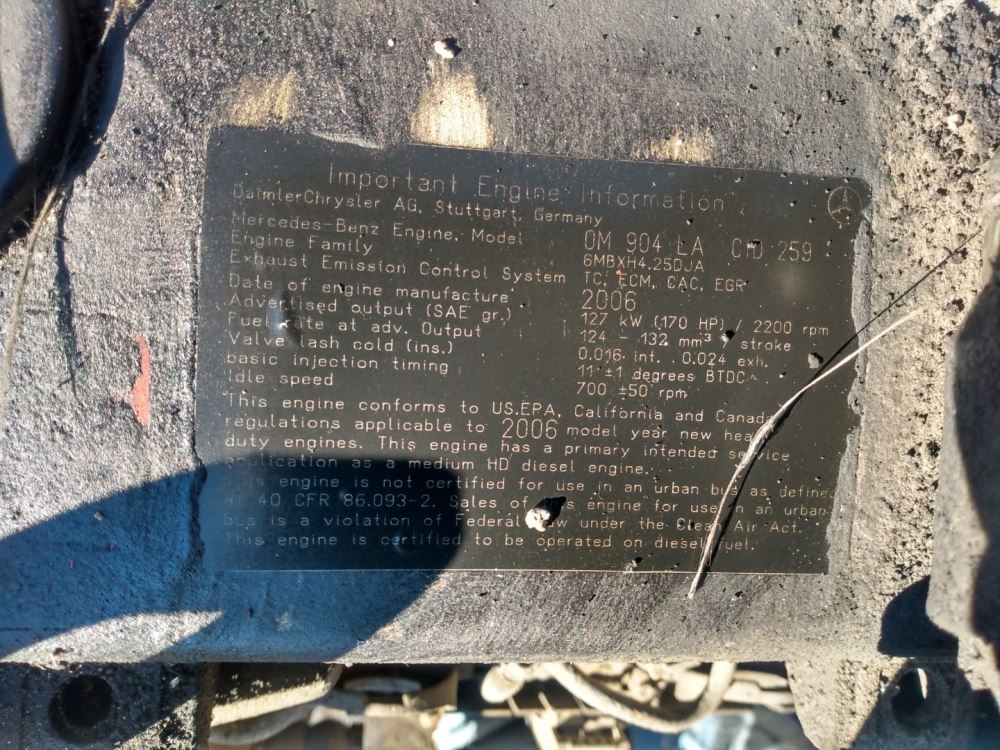 Important Engine Information
DaimlerChrysler AG, Stuttgart, Germany
Mercedes-Benz Engine, Model OM 904 LA CID 259
Engine Family 6MBXH4.25DJA
Exhaust Emission Control System TC, ECM, CAC, EGR
Date of engine manufacture 2006
Advertised output (SAE gr.) 127 kW (170 HP) / 2200 rpm
Fuel rate at adv. Output 124 - 132 mm³ stroke
Valve lash cold (ins.) 0.016 int. 0.024 exh.
basic injection timing 11 ±1 degrees BTDC
Idle speed 700 ±50 rpm
This engine conforms to US.EPA, California and Canada
regulations applicable to 2006 model year new heavy
duty engines. This engine has a primary intended service
application as a medium HD diesel engine.
This engine is not certified for use in an urban bus as defined
at 40 CFR 86.093-2. Sales of this engine for use in an urban
bus is a violation of Federal law under the Clean Air Act.
This engine is certified to be operated on diesel fuel.